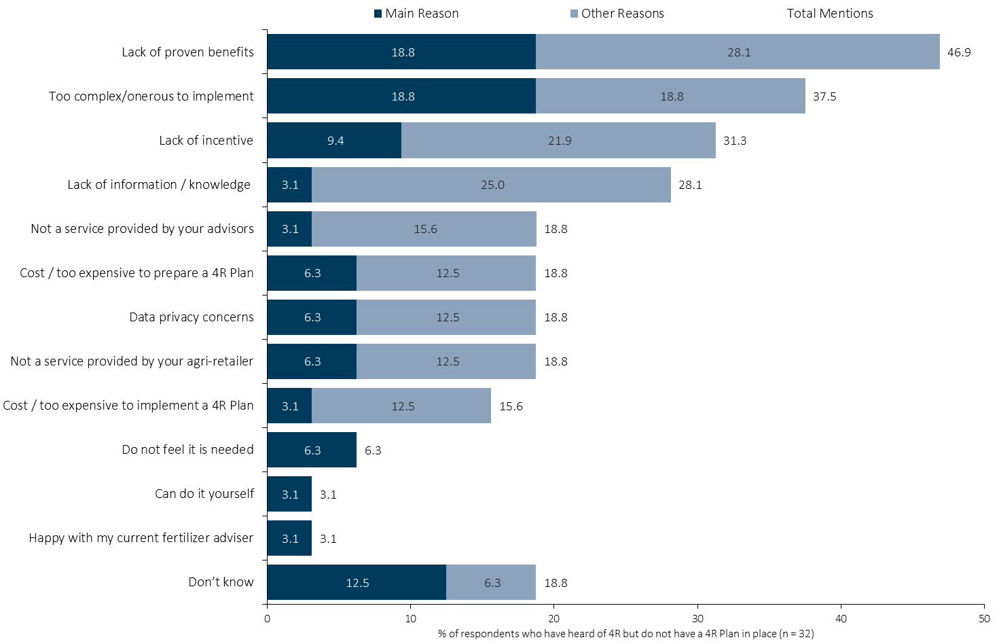 Main Reason Other Reasons Total Mentions
Lack of proven benefits 18.8 28.1 46.9
Too complex/onerous to implement 18.8 18.8 37.5
Lack of incentive 9.4 21.9 31.3
Lack of information / knowledge 3.1 25.0 28.1
Not a service provided by your advisors 3.1 15.6 18.8
Cost / too expensive to prepare a 4R Plan 6.3 12.5 18.8
Data privacy concerns 6.3 12.5 18.8
Not a service provided by your agri-retailer 6.3 12.5 18.8
Cost / too expensive to implement a 4R Plan 3.1 12.5 15.6
Do not feel it is needed 6.3 6.3
Can do it yourself 3.1 3.1
Happy with my current fertilizer adviser 3.1 3.1
Don’t know 12.5 6.3 18.8
0 10 20 30 40 50
% of respondents who have heard of 4R but do not have a 4R Plan in place (n = 32)